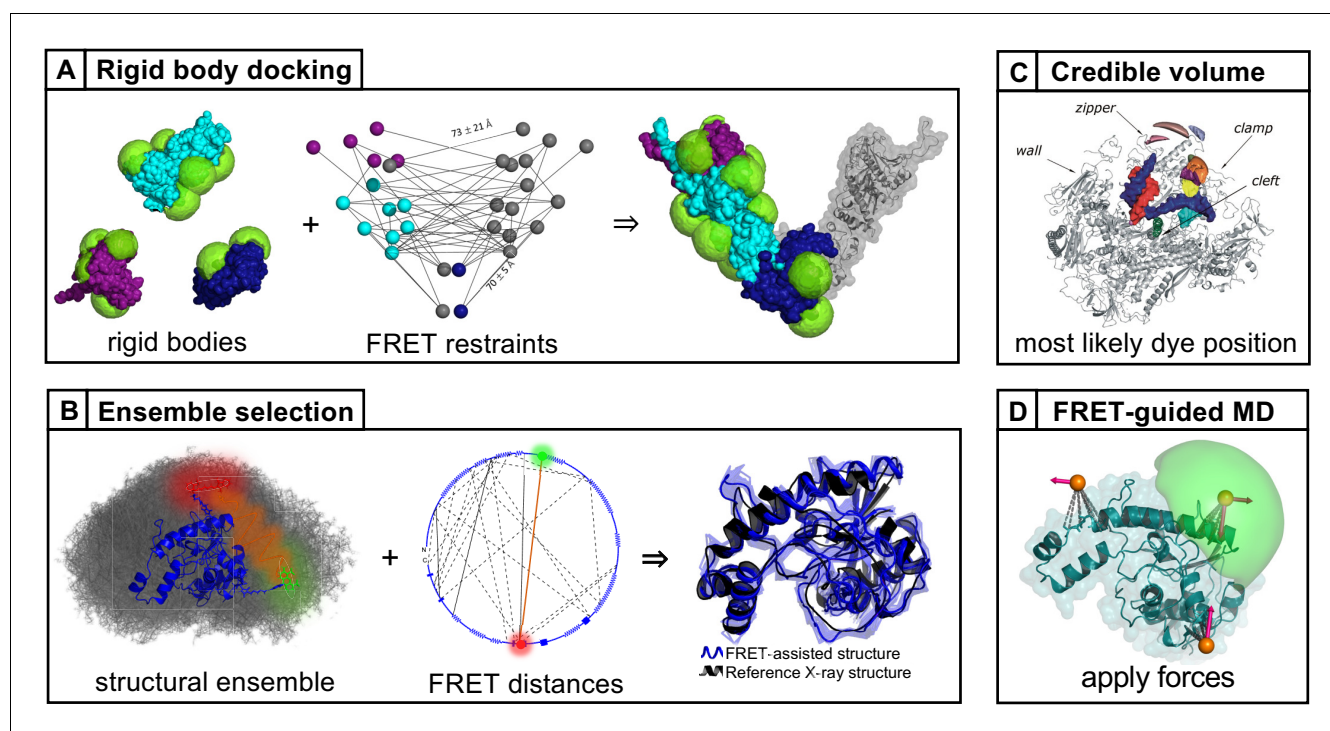 A Rigid body docking
73 ± 21 Å
+
⇒
70 ± 5 Å
rigid bodies
FRET restraints
B Ensemble selection
+
N
C
⇒
FRET-assisted structure
Reference X-ray structure
structural ensemble
FRET distances
C Credible volume
zipper
clamp
wall
cleft
most likely dye position
D FRET-guided MD
apply forces